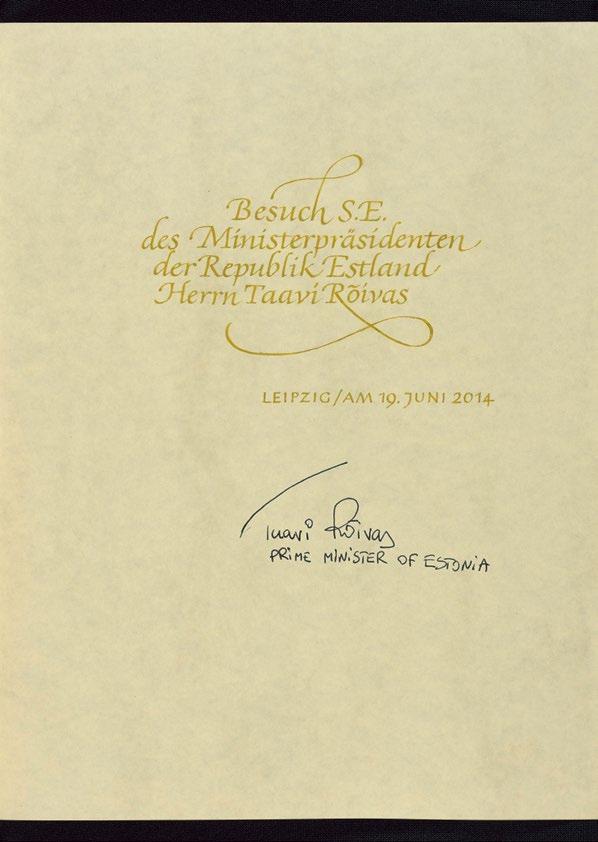 Besuch S.E.
des Ministerpräsidenten
der Republik Estland
Herrn Taavi Rõivas
LEIPZIG/AM 19. JUNI 2014
Taavi Rõivas
PRIME MINISTER OF ESTONIA